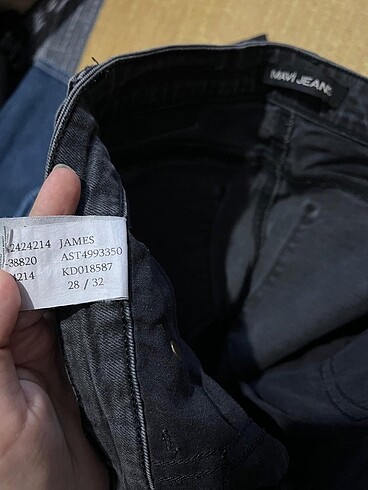 MAVI JEANS
2424214 JAMES
38820 AST4993350
4214 KD018587
28 / 32